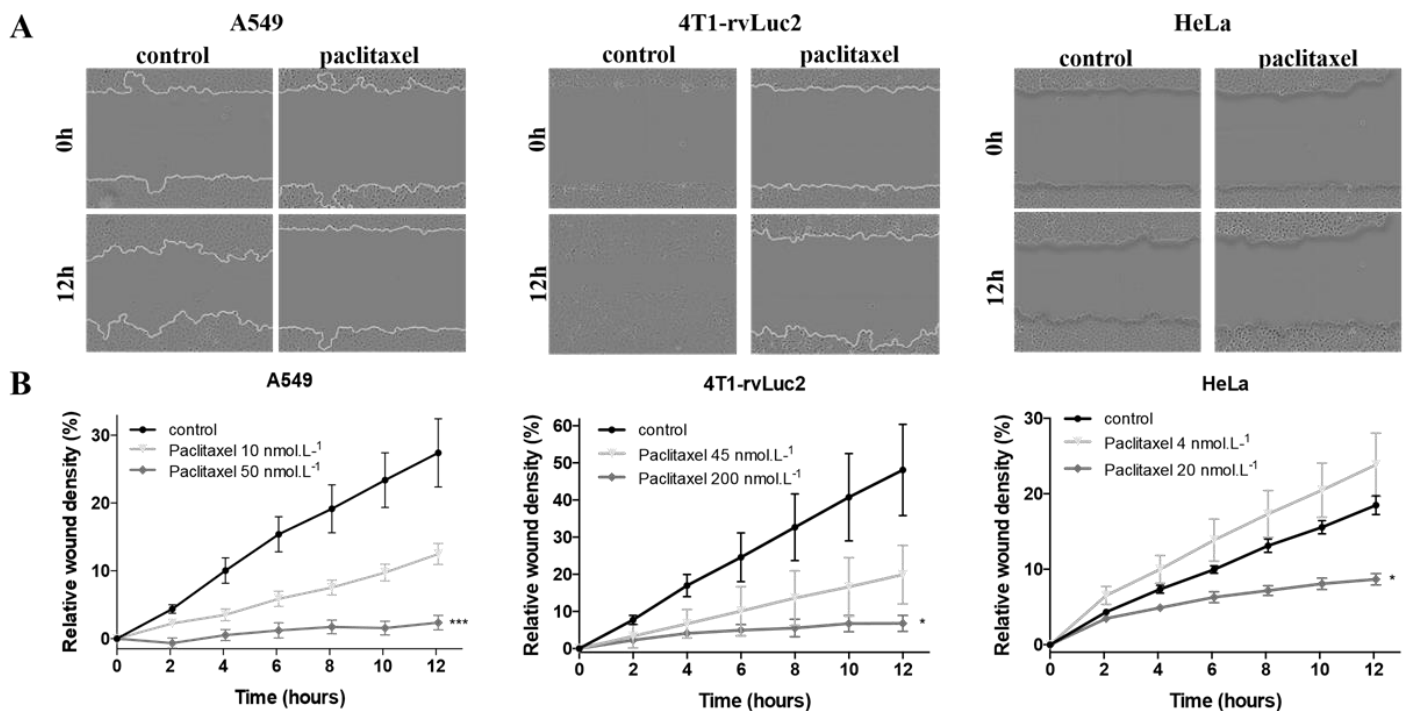 A
A549
4T1-rvLuc2
HeLa
control
paclitaxel
control
paclitaxel
control
paclitaxel
0h
0h
0h
12h
12h
12h
B
A549
Relative wound density (%)
30
20
10
0
control
Paclitaxel 10 nmol.L-1
Paclitaxel 50 nmol.L-1
***
0 2 4 6 8 10 12
Time (hours)
4T1-rvLuc2
Relative wound density (%)
60
50
40
30
20
10
0
control
Paclitaxel 45 nmol.L-1
Paclitaxel 200 nmol.L-1
*
0 2 4 6 8 10 12
Time (hours)
HeLa
Relative wound density (%)
30
20
10
0
control
Paclitaxel 4 nmol.L-1
Paclitaxel 20 nmol.L-1
*
0 2 4 6 8 10 12
Time (hours)